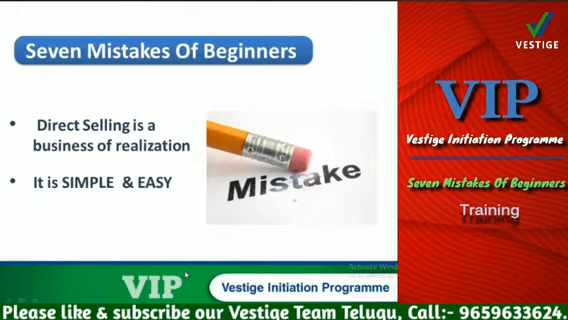 Seven Mistakes Of Beginners
• Direct Selling is a
business of realization
• It is SIMPLE & EASY
Mistake
VESTIGE
VIP
Vestige Initiation Programme
Seven Mistakes Of Beginners
Training
Activate Wind
VIP
Vestige Initiation Programme
Please like & subscribe our Vestige Team Telugu, Call:- 9659633624.